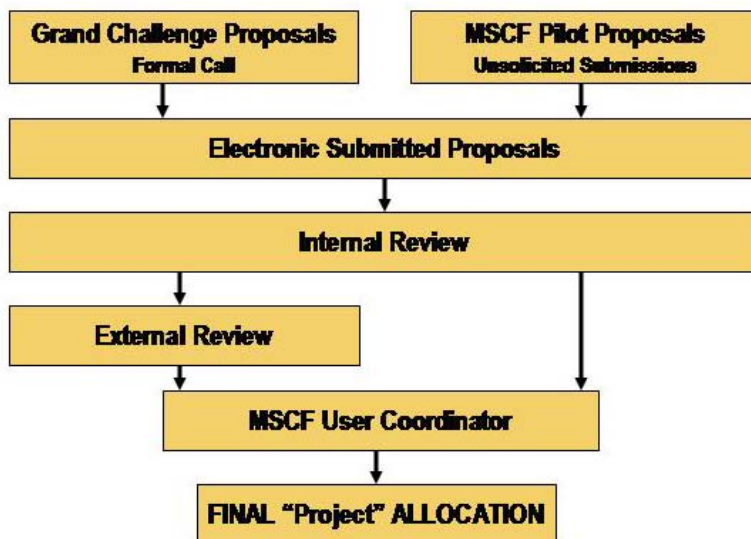 Grand Challenge Proposals
Formal Call
MSCF Pilot Proposals
Unsolicited Submissions
Electronic Submitted Proposals
Internal Review
External Review
MSCF User Coordinator
FINAL “Project” ALLOCATION